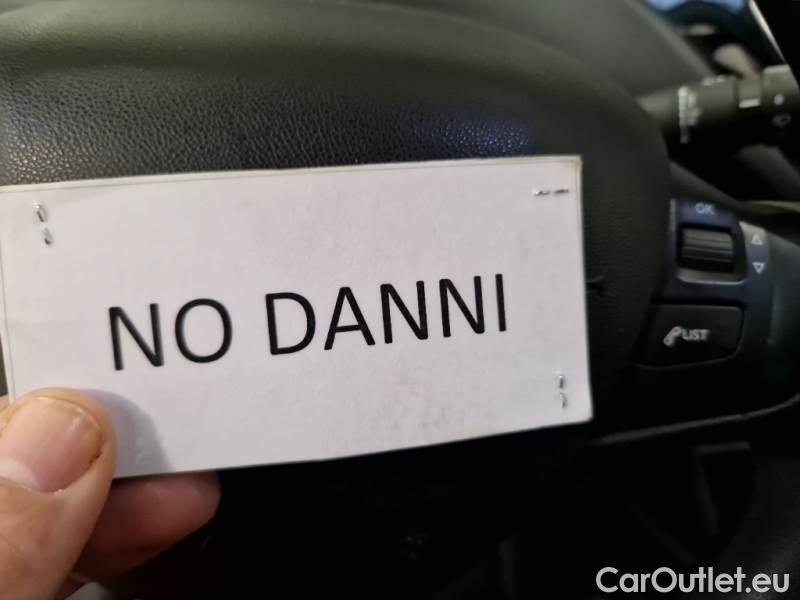 OK
NO DANNI
LIST
CarOutlet.eu